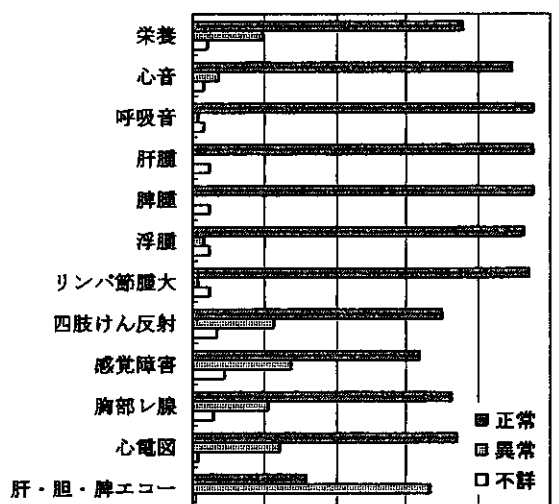 栄養
心音
呼吸音
肝腫
脾腫
浮腫
リンパ節腫大
四肢けん反射
感覚障害
胸部レ線
心電図
肝・胆・脾エコー
正常
異常
不詳